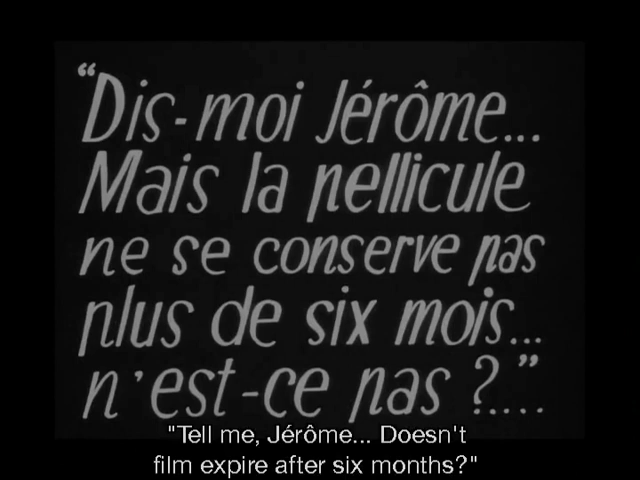 “Dis-moi Jérôme...
Mais la pellicule
ne se conserve pas
plus de six mois...
n'est-ce pas ?....”
"Tell me, Jérôme... Doesn't
film expire after six months?"